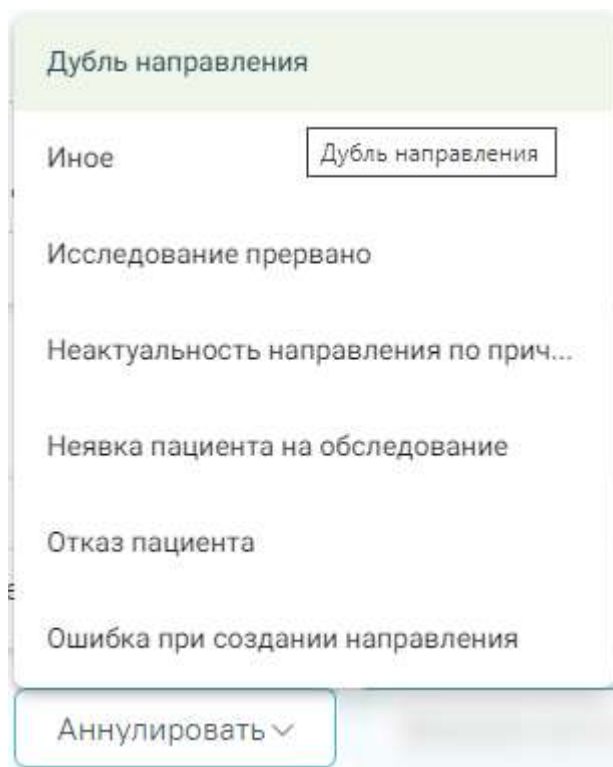 Дубль направления
Иное
Дубль направления
Исследование прервано
Неактуальность направления по прич...
Неявка пациента на обследование
Отказ пациента
Ошибка при создании направления
Аннулировать